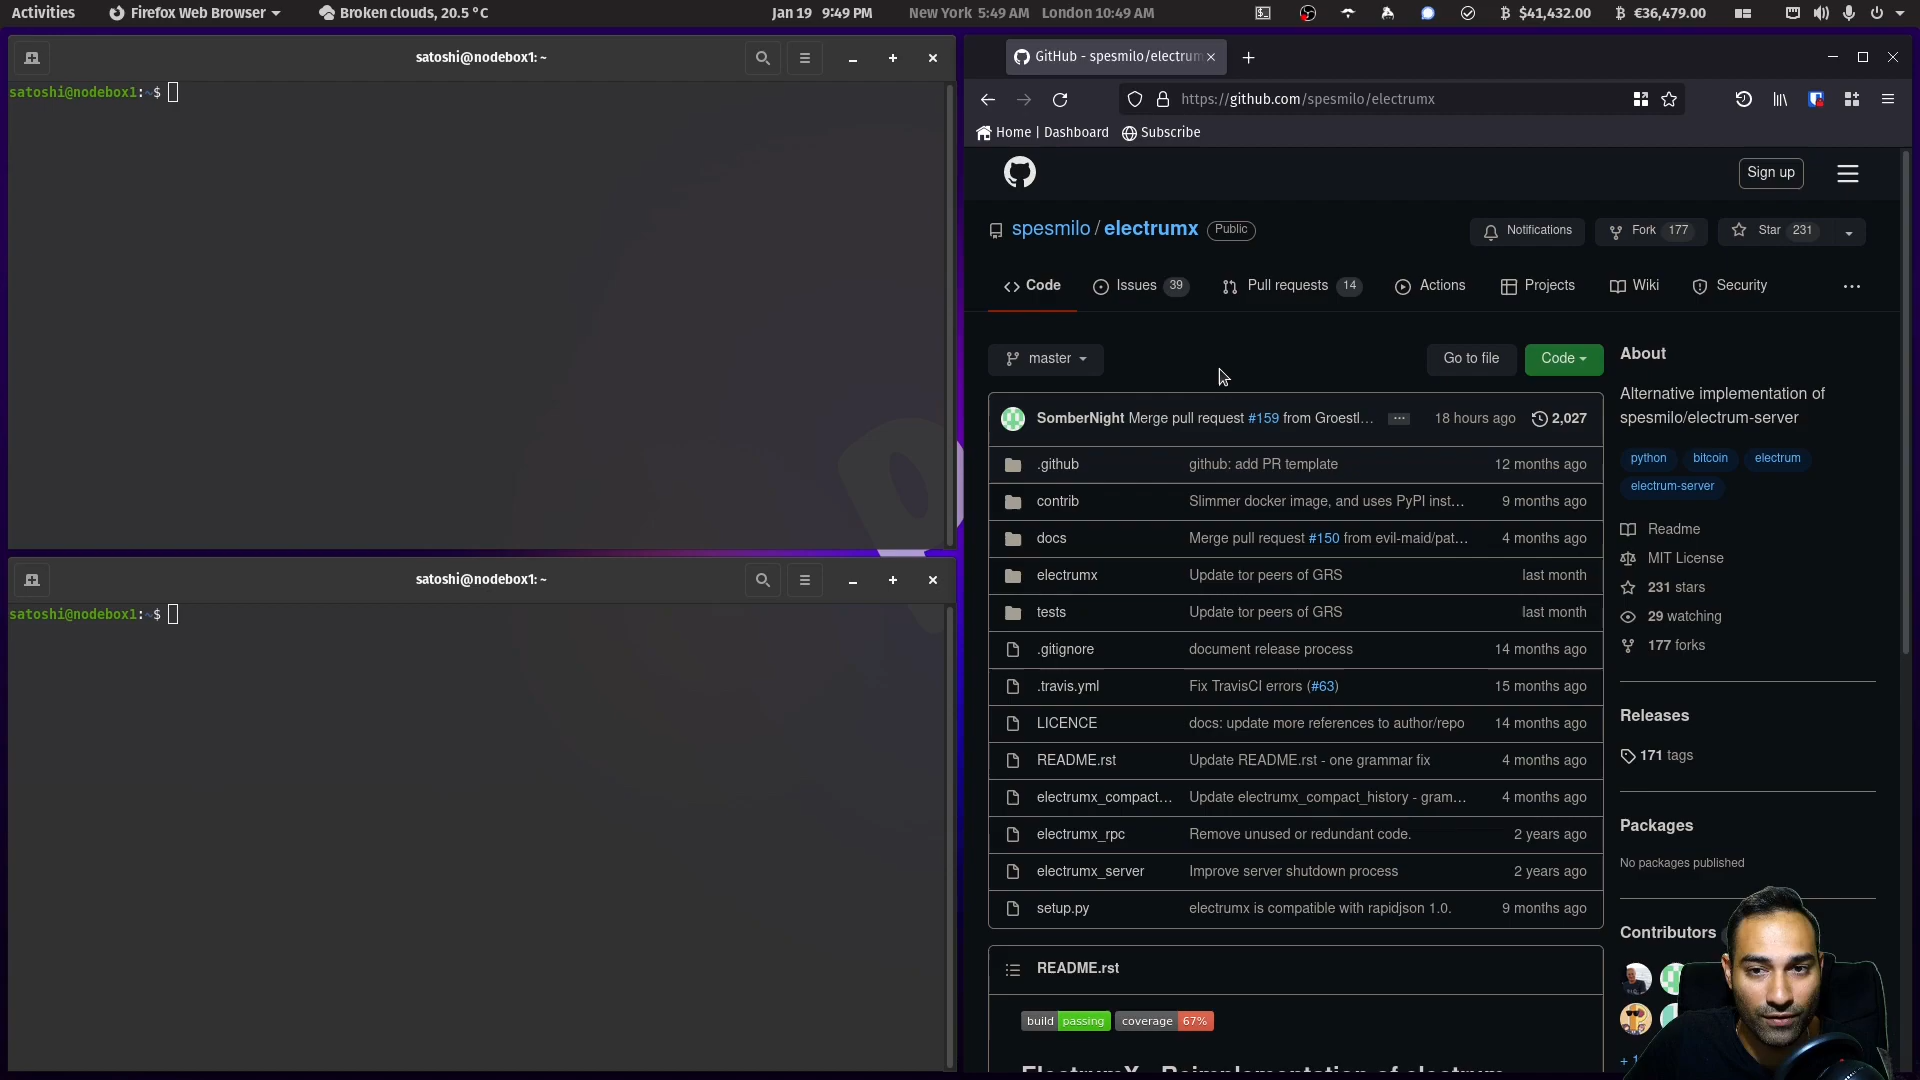 Activities
Firefox Web Browser
Broken clouds, 20.5 °C
Jan 19 9:49 PM
New York 5:49 AM London 10:49 AM
$41,432.00
€36,479.00
satoshi@nodebox1: ~
satoshi@nodebox1:~$
satoshi@nodebox1: ~
satoshi@nodebox1:~$
GitHub - spesmilo/electrum
https://github.com/spesmilo/electrumx
Home | Dashboard
Subscribe
Sign up
spesmilo / electrumx Public
Notifications
Fork 177
Star 231
Code
Issues 39
Pull requests 14
Actions
Projects
Wiki
Security
master
Go to file
Code
SomberNight Merge pull request #159 from Groestl... 18 hours ago 2,027
.github github: add PR template 12 months ago
contrib Slimmer docker image, and uses PyPI inst... 9 months ago
docs Merge pull request #150 from evil-maid/pat... 4 months ago
electrumx Update tor peers of GRS last month
tests Update tor peers of GRS last month
.gitignore document release process 14 months ago
.travis.yml Fix TravisCI errors (#63) 15 months ago
LICENCE docs: update more references to author/repo 14 months ago
README.rst Update README.rst - one grammar fix 4 months ago
electrumx_compact... Update electrumx_compact_history - gram... 4 months ago
electrumx_rpc Remove unused or redundant code. 2 years ago
electrumx_server Improve server shutdown process 2 years ago
setup.py electrumx is compatible with rapidjson 1.0. 9 months ago
README.rst
build passing coverage 67%
ElectrumX - Reimplementation of electrum
About
Alternative implementation of
spesmilo/electrum-server
python bitcoin electrum
electrum-server
Readme
MIT License
231 stars
29 watching
177 forks
Releases
171 tags
Packages
No packages published
Contributors